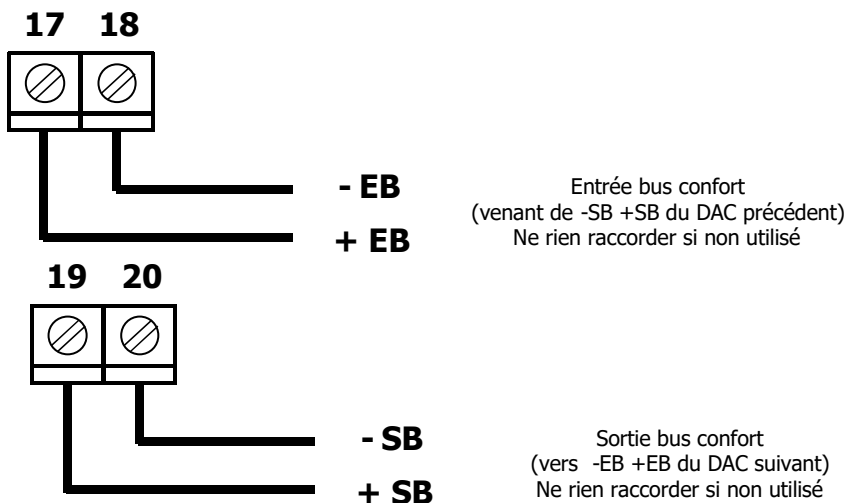 17 18
- EB
+ EB
Entrée bus confort
(venant de -SB +SB du DAC précédent)
Ne rien raccorder si non utilisé
19 20
- SB
+ SB
Sortie bus confort
(vers -EB +EB du DAC suivant)
Ne rien raccorder si non utilisé